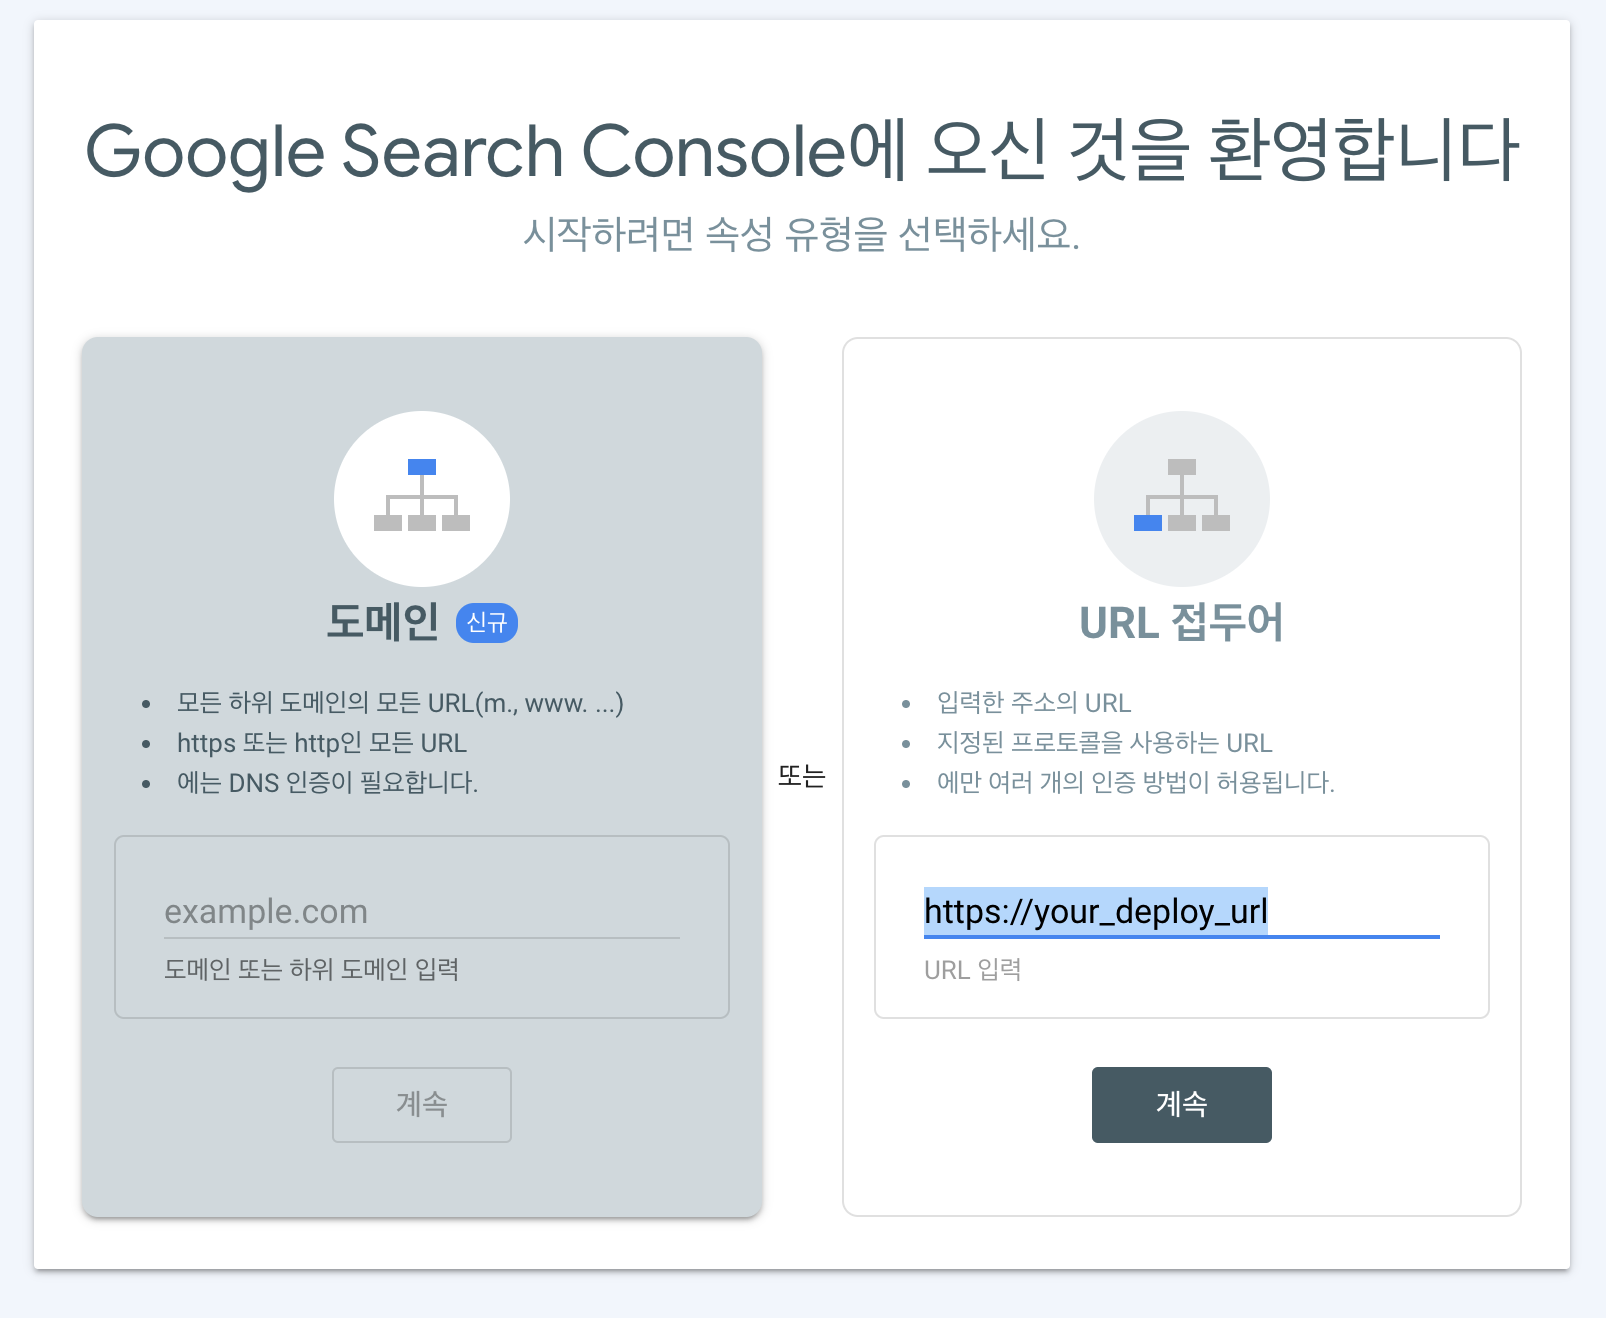 Google Search Console에 오신 것을 환영합니다
시작하려면 속성 유형을 선택하세요.
도메인 신규
모든 하위 도메인의 모든 URL(m., www. ...)
https 또는 http인 모든 URL
에는 DNS 인증이 필요합니다.
example.com
도메인 또는 하위 도메인 입력
계속
또는
URL 접두어
입력한 주소의 URL
지정된 프로토콜을 사용하는 URL
에만 여러 개의 인증 방법이 허용됩니다.
https://your_deploy_url
URL 입력
계속